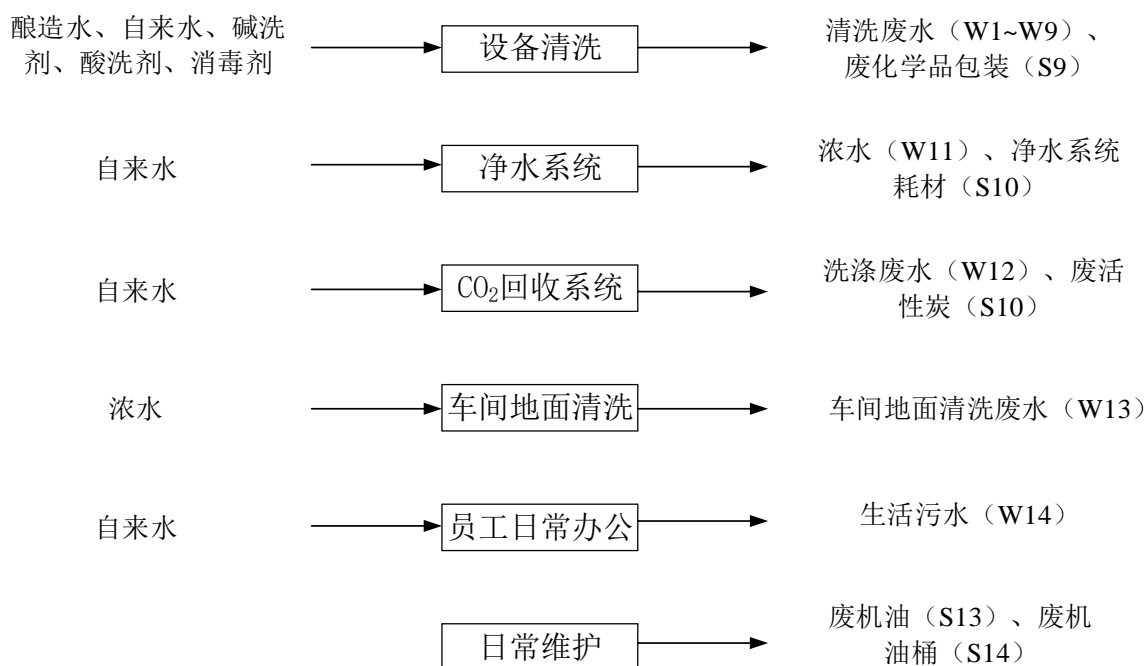 酿造水、自来水、碱洗
剂、酸洗剂、消毒剂
设备清洗
清洗废水（W1~W9）、
废化学品包装（S9）
自来水
净水系统
浓水（W11）、净水系统
耗材（S10）
自来水
CO₂回收系统
洗涤废水（W12）、废活
性炭（S10）
浓水
车间地面清洗
车间地面清洗废水（W13）
自来水
员工日常办公
生活污水（W14）
日常维护
废机油（S13）、废机
油桶（S14）